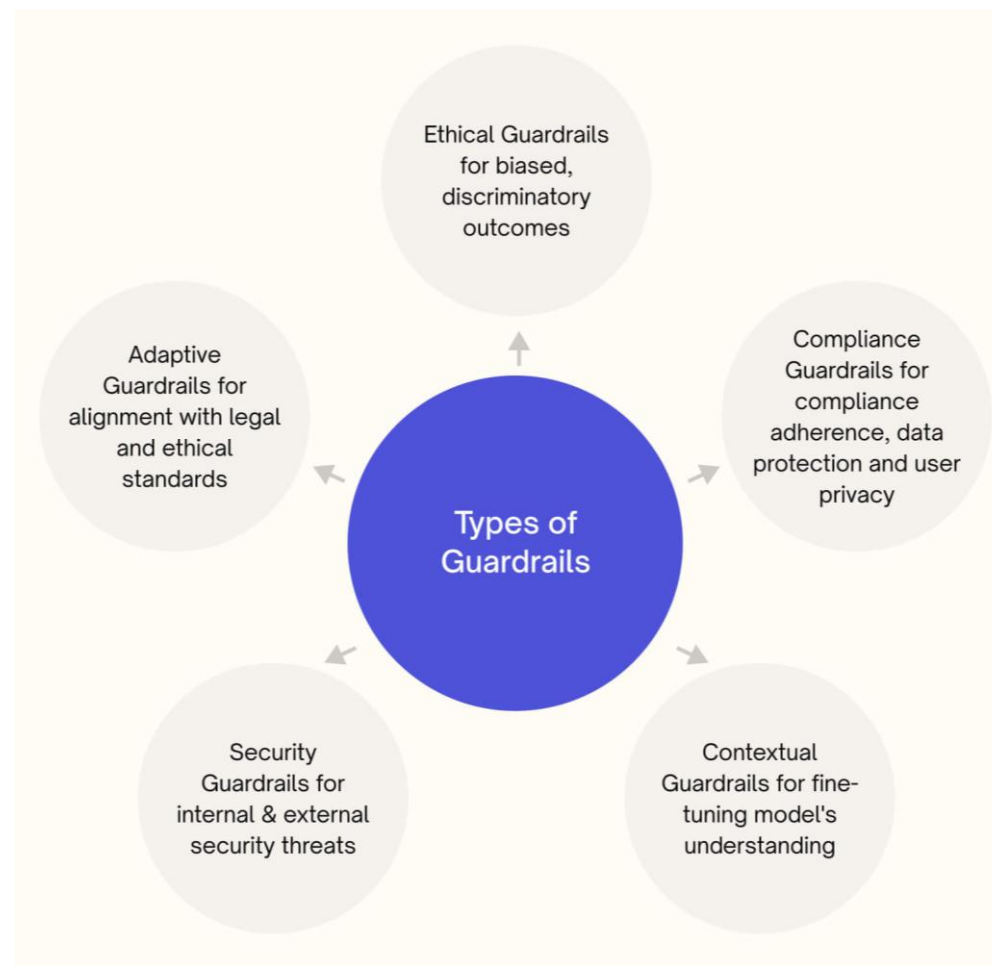 Ethical Guardrails
for biased,
discriminatory
outcomes
Adaptive
Guardrails for
alignment with legal
and ethical
standards
Compliance
Guardrails for
compliance
adherence, data
protection and user
privacy
Types of
Guardrails
Security
Guardrails for
internal & external
security threats
Contextual
Guardrails for fine-
tuning model's
understanding